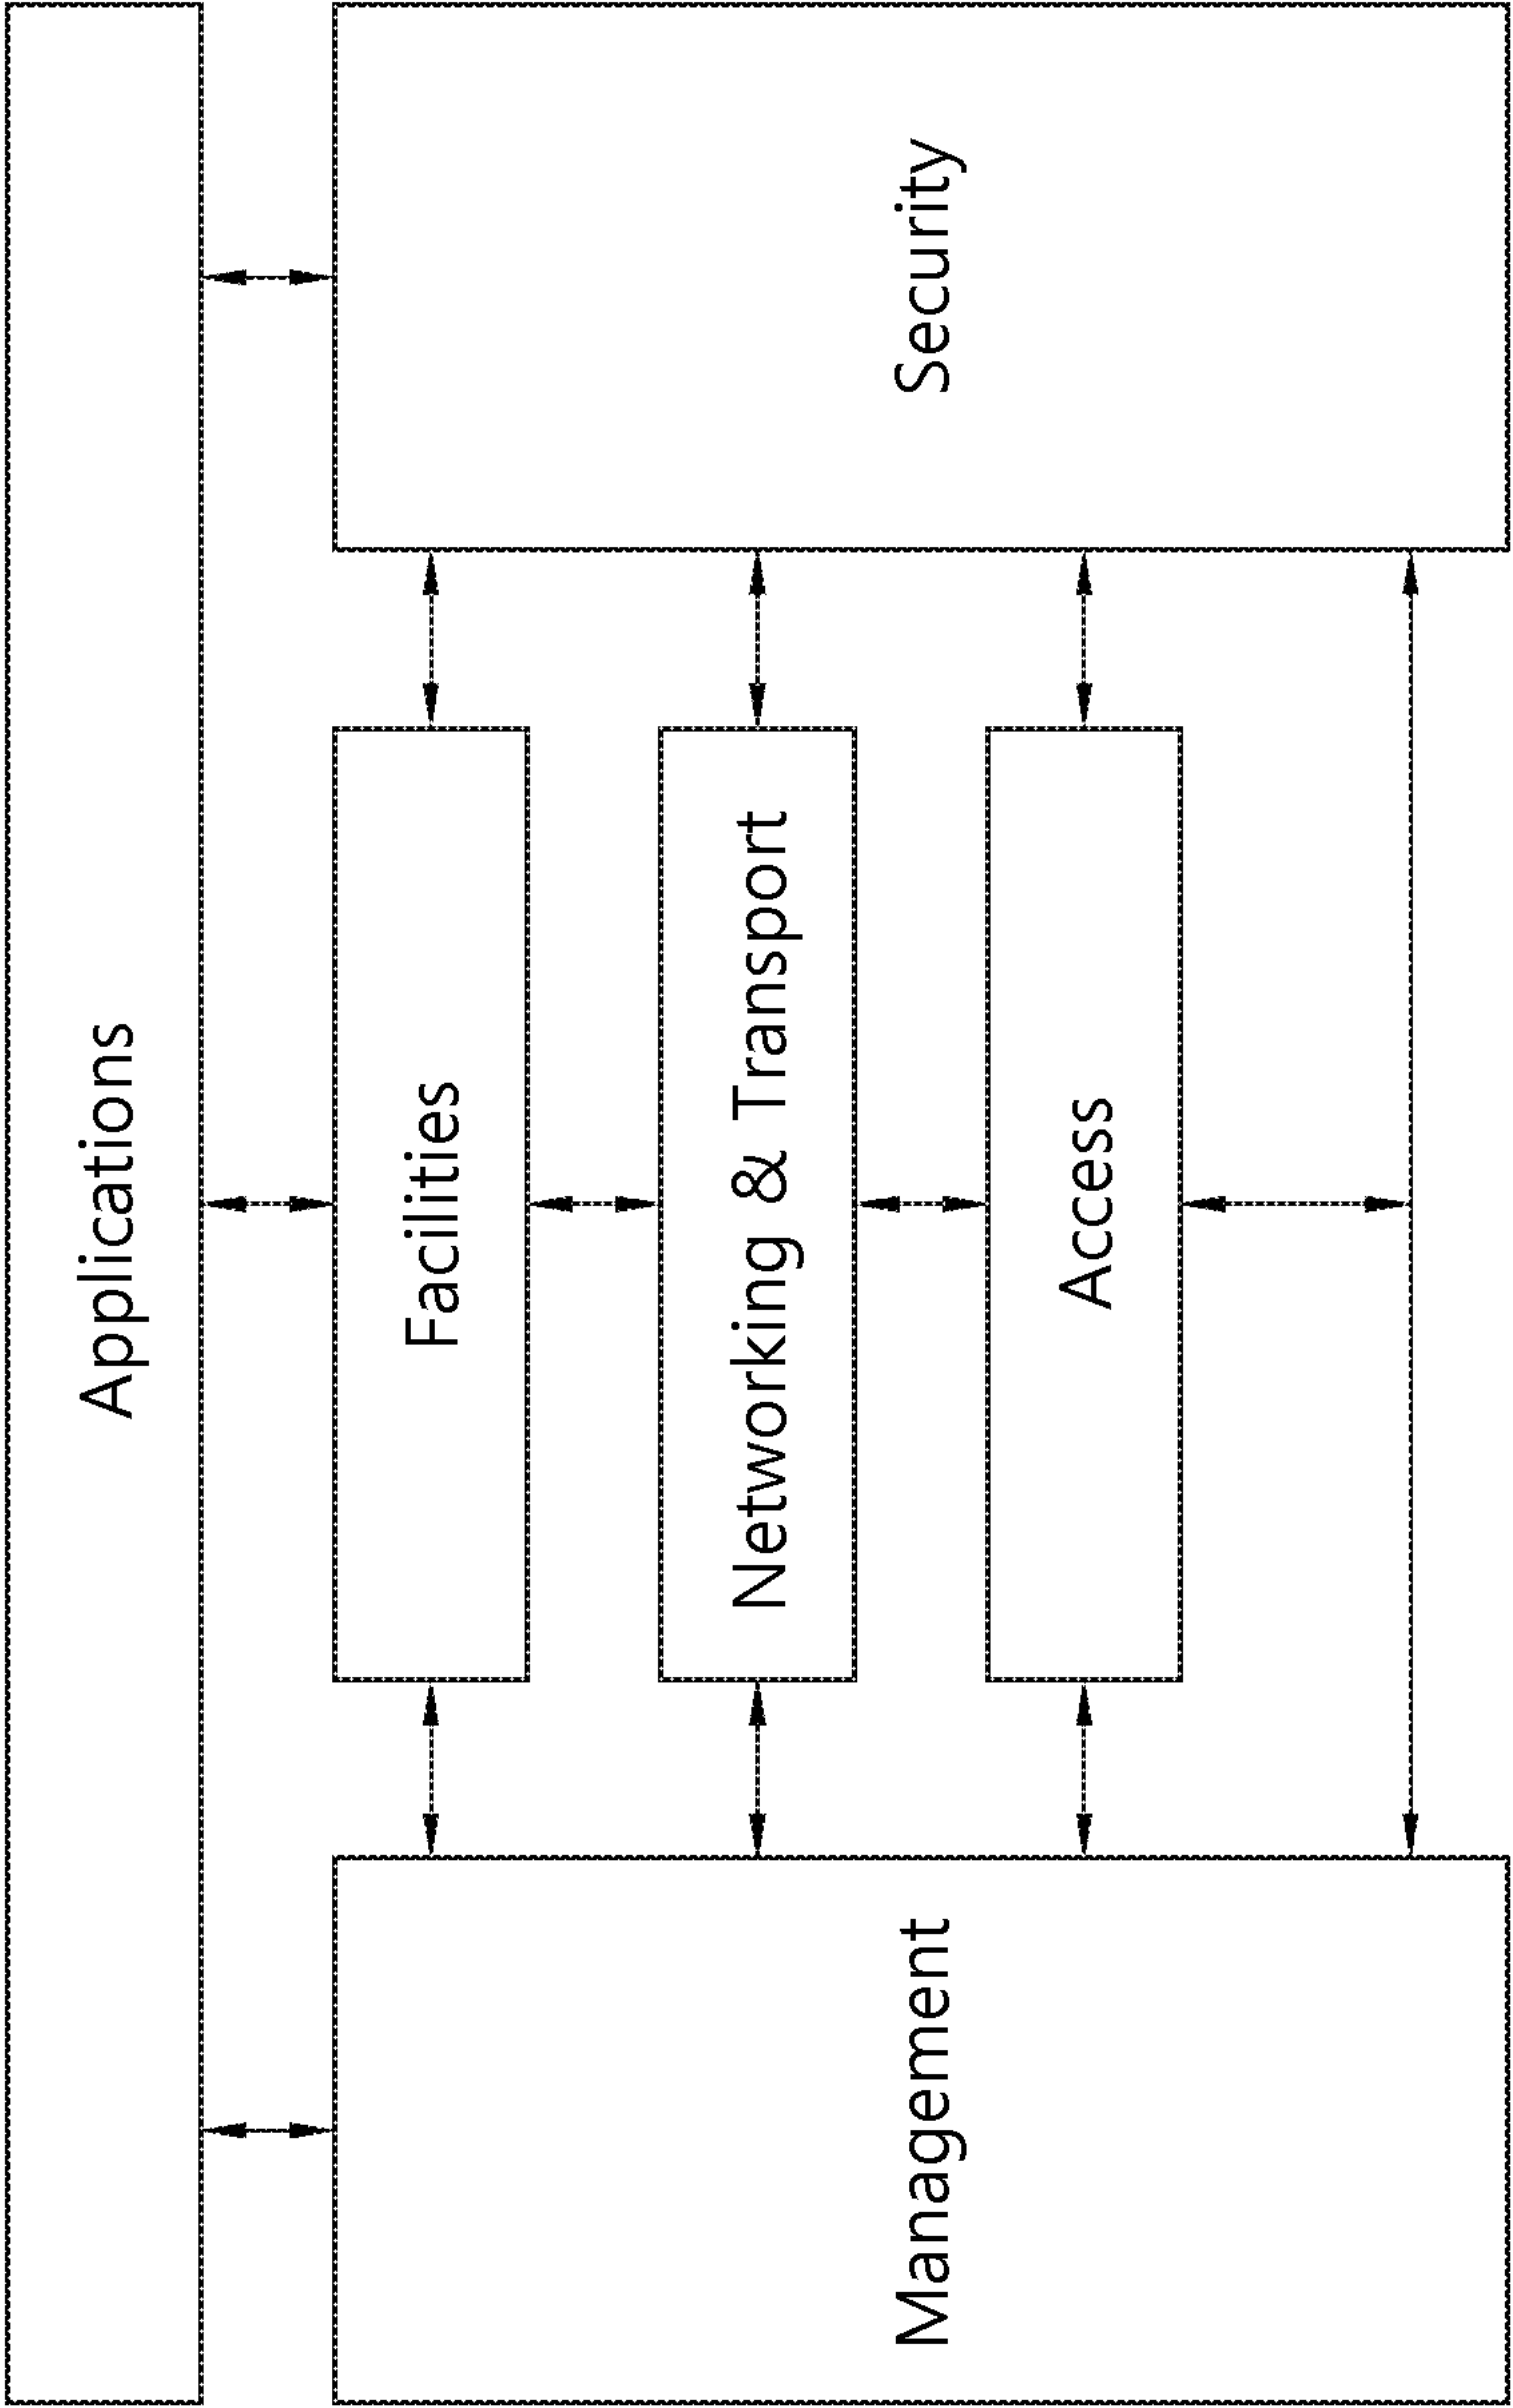 Applications
Management
Facilities
Networking & Transport
Access
Security